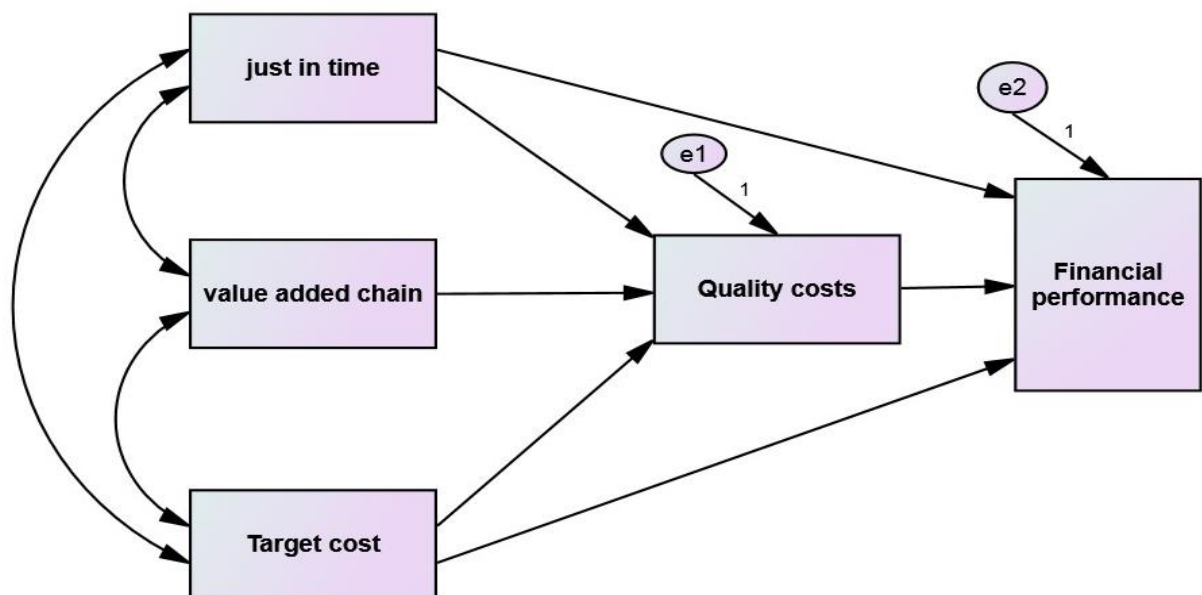 just in time
e2
1
e1
1
value added chain
Quality costs
Financial
performance
Target cost